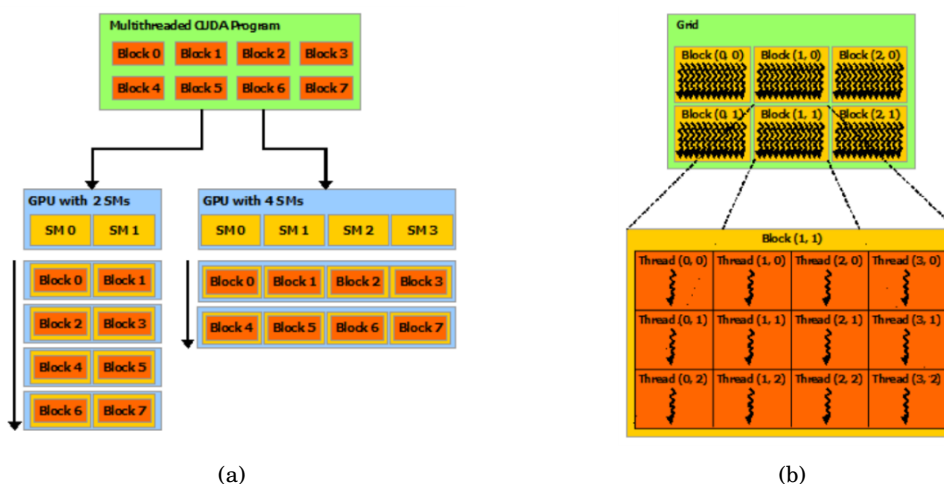 Multithreaded CUDA Program
Block 0 Block 1 Block 2 Block 3
Block 4 Block 5 Block 6 Block 7
GPU with 2 SMs
SM 0 SM 1
Block 0 Block 1
Block 2 Block 3
Block 4 Block 5
Block 6 Block 7
GPU with 4 SMs
SM 0 SM 1 SM 2 SM 3
Block 0 Block 1 Block 2 Block 3
Block 4 Block 5 Block 6 Block 7
(a)
Grid
Block (0, 0) Block (1, 0) Block (2, 0)
Block (0, 1) Block (1, 1) Block (2, 1)
Block (1, 1)
Thread (0, 0) Thread (1, 0) Thread (2, 0) Thread (3, 0)
Thread (0, 1) Thread (1, 1) Thread (2, 1) Thread (3, 1)
Thread (0, 2) Thread (1, 2) Thread (2, 2) Thread (3, 2)
(b)